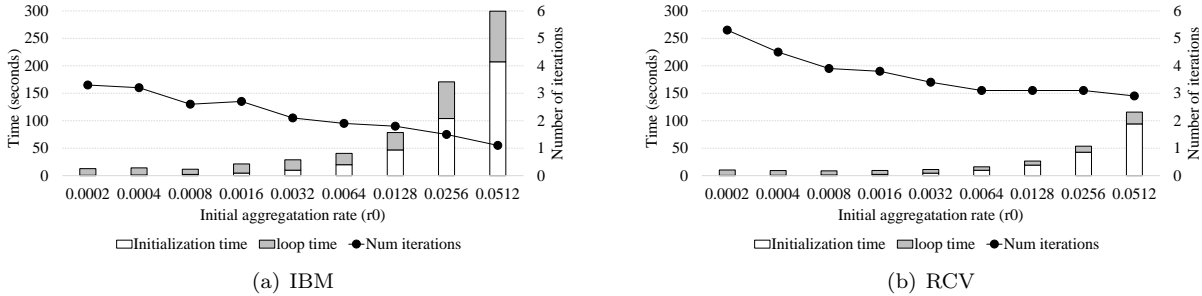 300
250
200
150
100
50
0
Time (seconds)
6
5
4
3
2
1
0
Number of iterations
0.0002 0.0004 0.0008 0.0016 0.0032 0.0064 0.0128 0.0256 0.0512
Initial aggregatation rate (r0)
Initialization time loop time Num iterations
(a) IBM
300
250
200
150
100
50
0
Time (seconds)
6
5
4
3
2
1
0
Number of iterations
0.0002 0.0004 0.0008 0.0016 0.0032 0.0064 0.0128 0.0256 0.0512
Initial aggregatation rate (r0)
Initialization time loop time Num iterations
(b) RCV